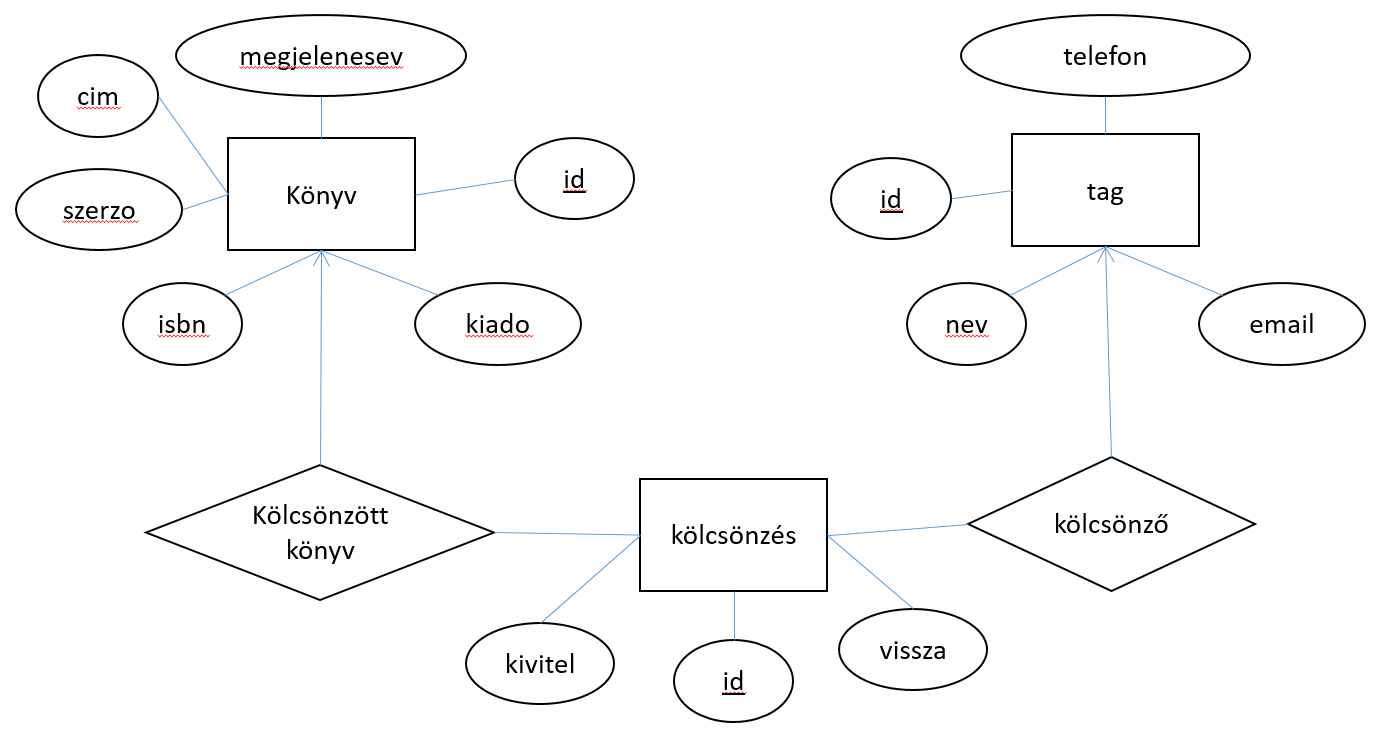 megjelenesev
telefon
cim
Könyv
id
szerzo
id
tag
isbn
kiado
nev
email
Kölcsönzött
könyv
kölcsönzés
kölcsönző
kivitel
id
vissza